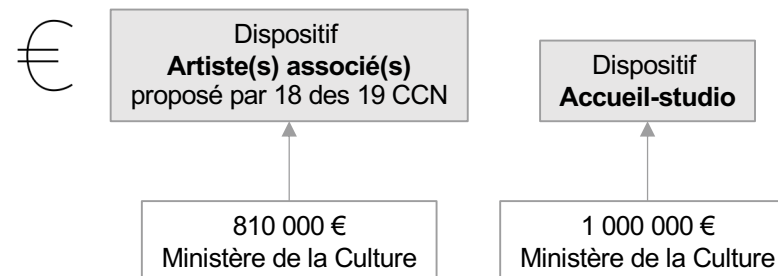 €
Dispositif
Artiste(s) associé(s)
proposé par 18 des 19 CCN
Dispositif
Accueil-studio
810 000 €
Ministère de la Culture
1 000 000 €
Ministère de la Culture